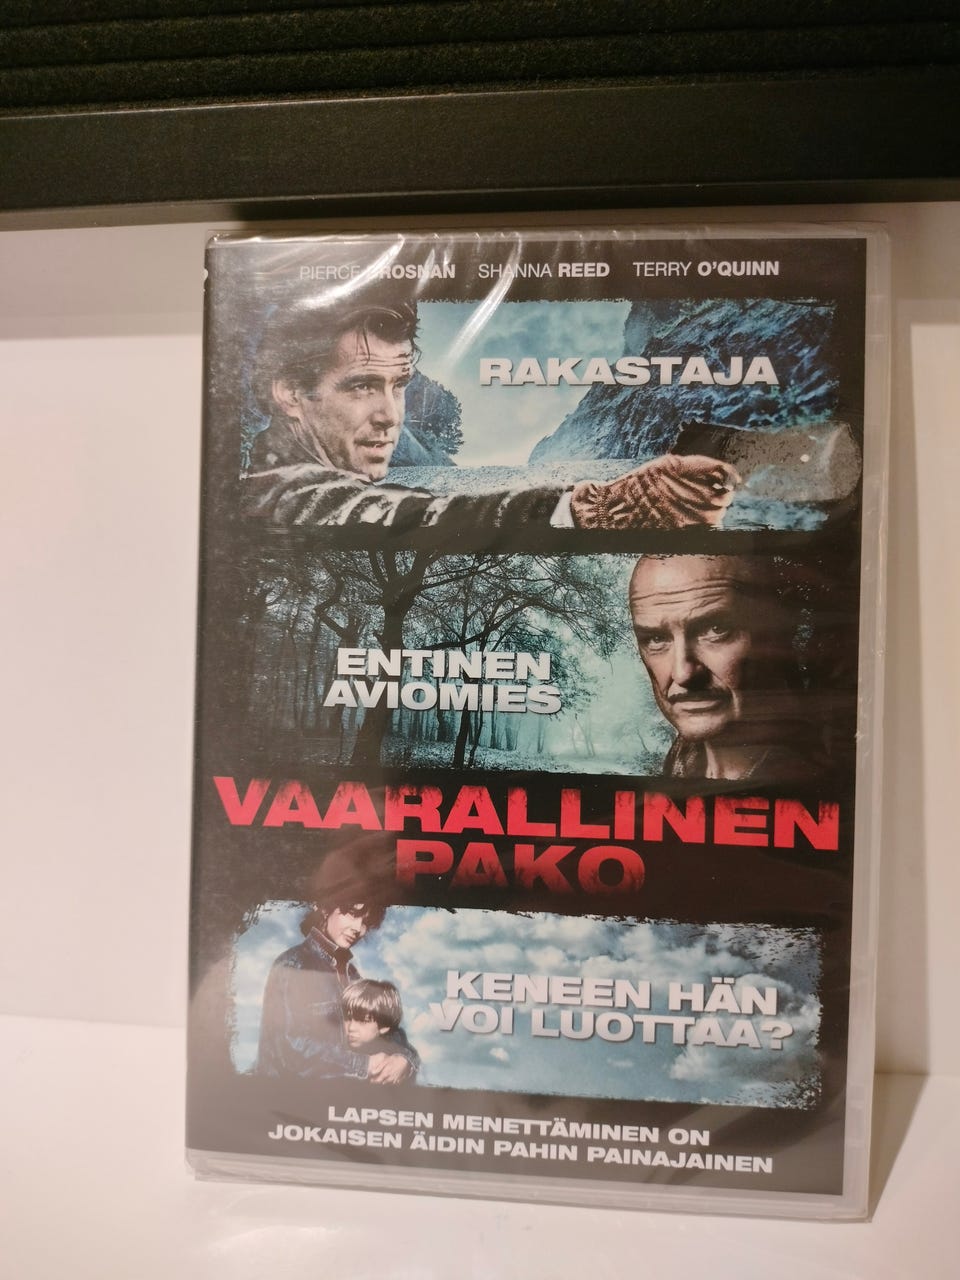 PIERCE BROSNAN SHANNA REED TERRY O'QUINN
RAKASTAJA
ENTINEN
AVIOMIES
VAARALLINEN
PAKO
KENEEN HÄN
VOI LUOTTAA?
LAPSEN MENETTÄMINEN ON
JOKAISEN ÄIDIN PAHIN PAINAJAINEN